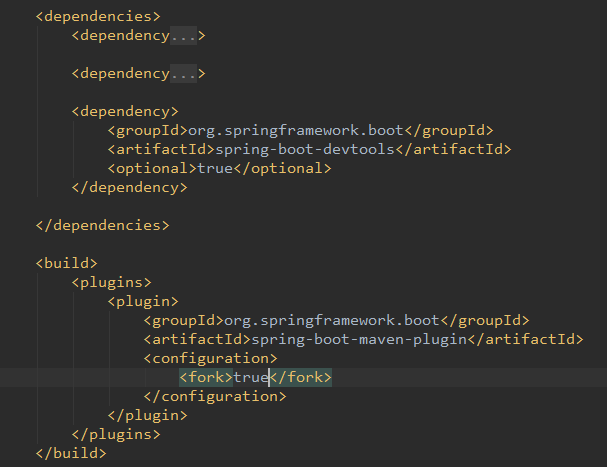 <dependencies>
<dependency...>
<dependency...>
<dependency>
<groupId>org.springframework.boot</groupId>
<artifactId>spring-boot-devtools</artifactId>
<optional>true</optional>
</dependency>
</dependencies>
<build>
<plugins>
<plugin>
<groupId>org.springframework.boot</groupId>
<artifactId>spring-boot-maven-plugin</artifactId>
<configuration>
<fork>true</fork>
</configuration>
</plugin>
</plugins>
</build>